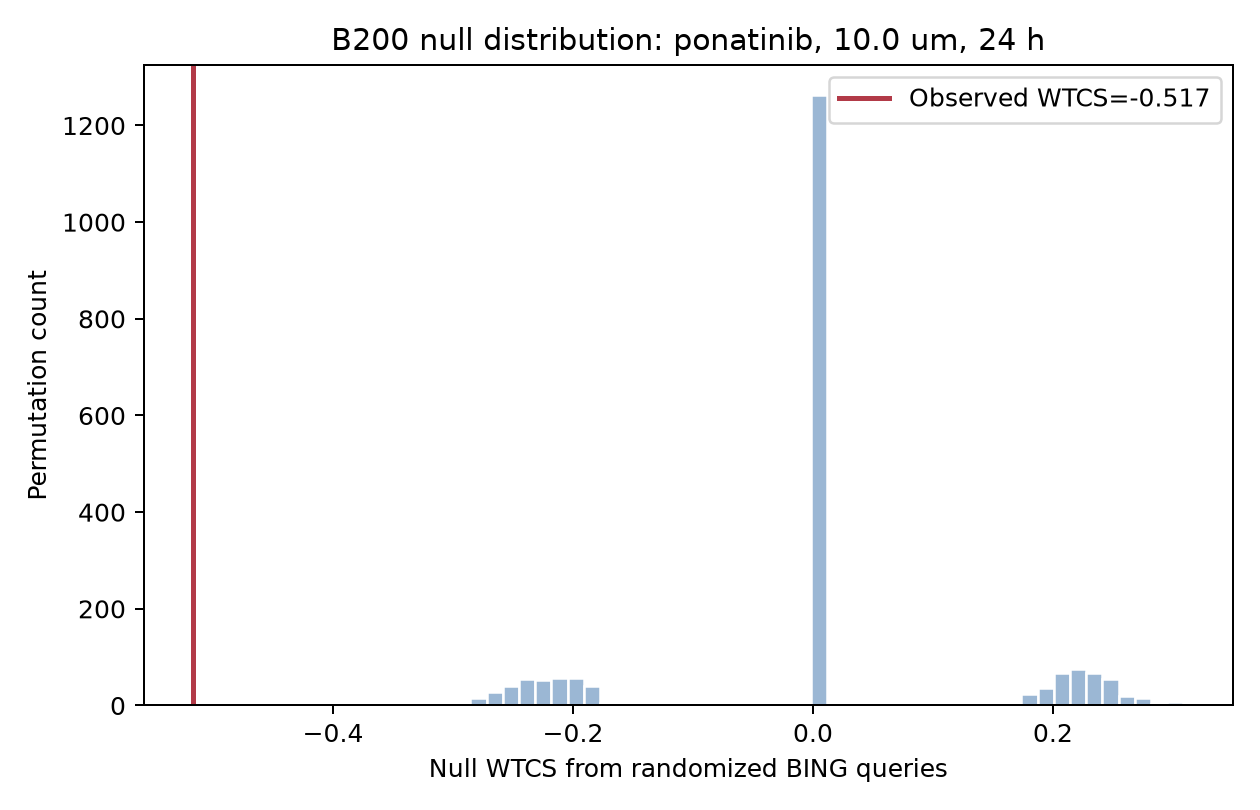 B200 null distribution: ponatinib, 10.0 um, 24 h
Observed WTCS=-0.517
Permutation count
1200
1000
800
600
400
200
0
−0.4
−0.2
0.0
0.2
Null WTCS from randomized BING queries